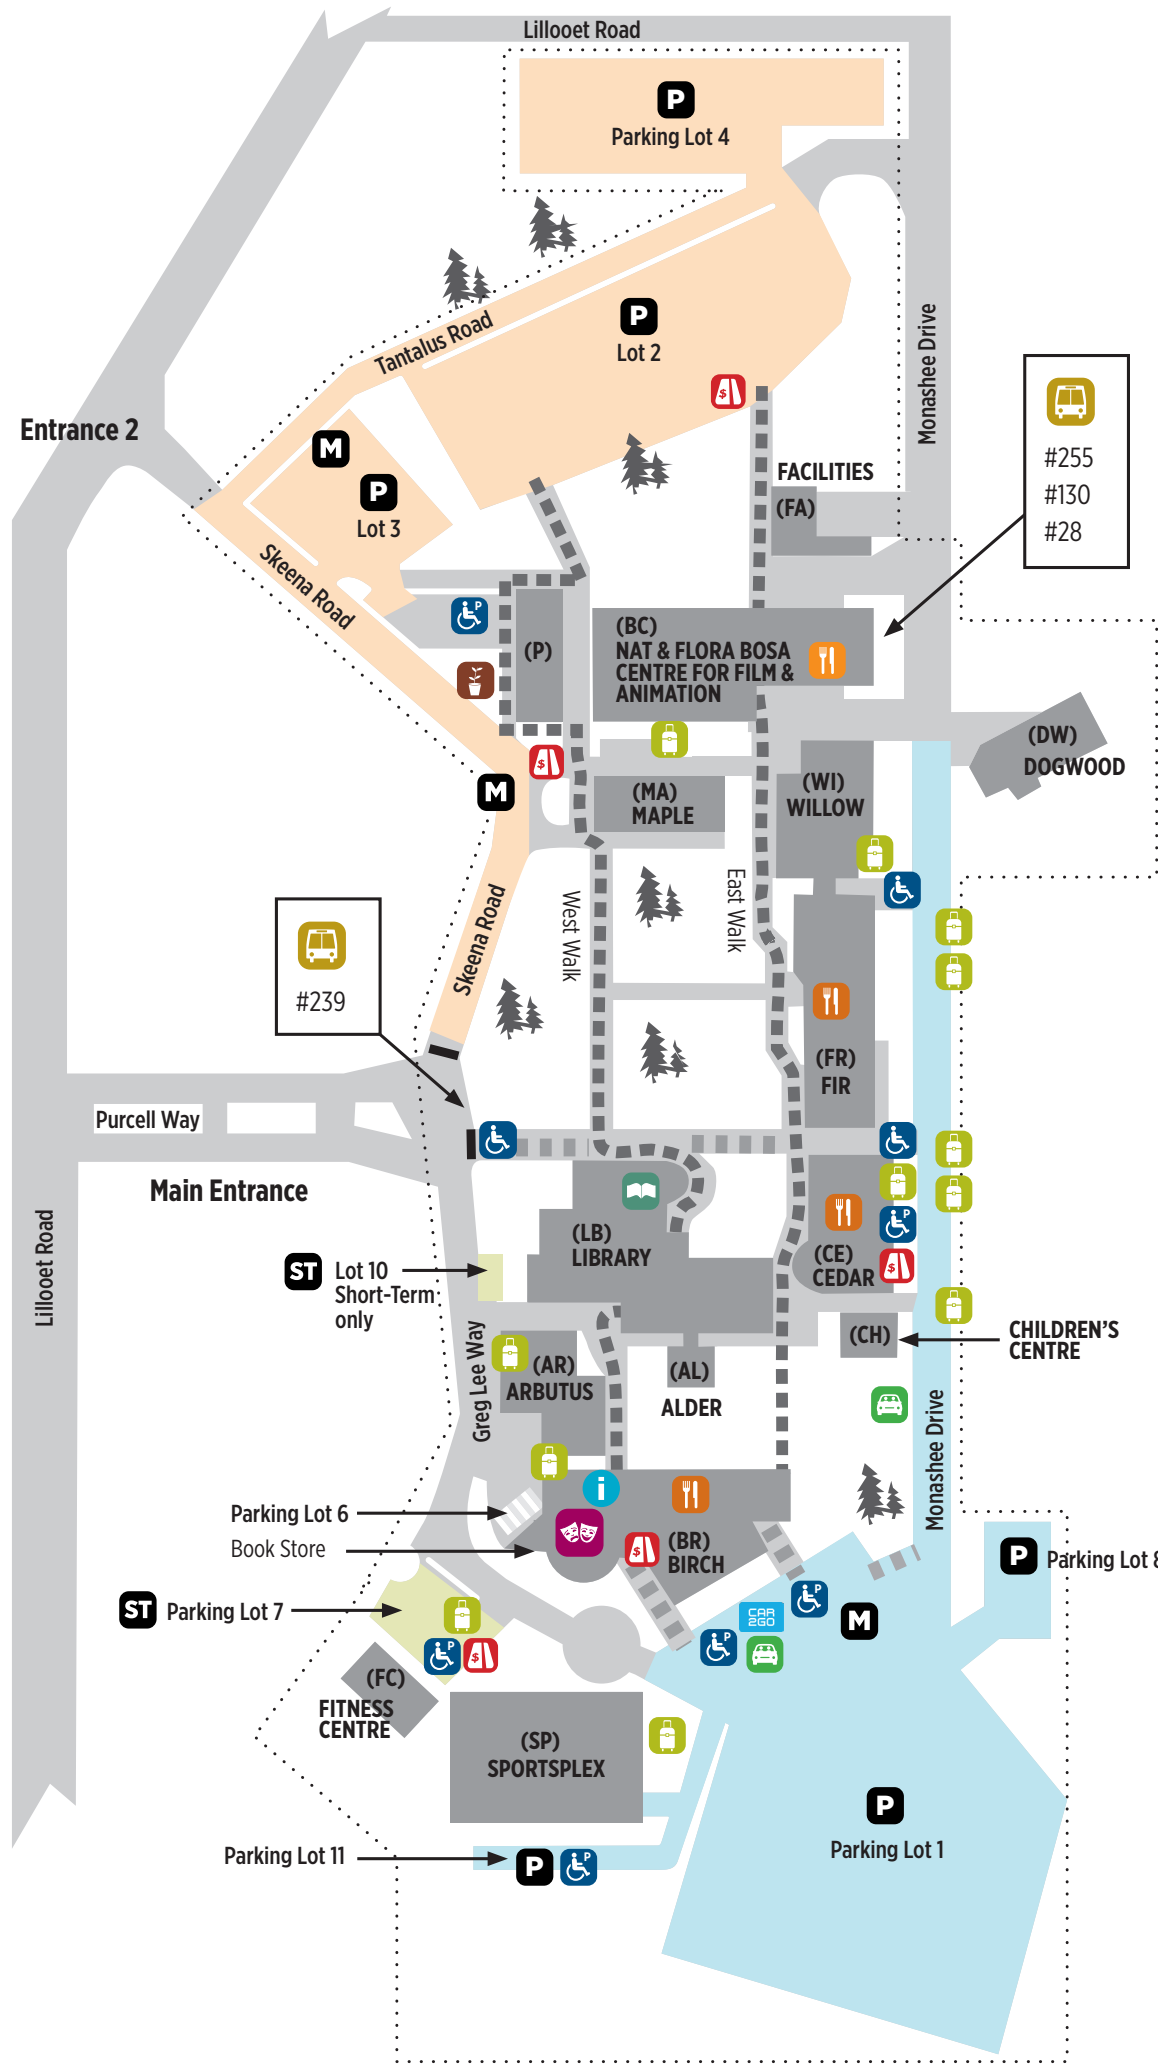 Lillooet Road
P
Parking Lot 4
P
Lot 2
Tantalus Road
Monashee Drive
$
Entrance 2
M
P
Lot 3
#255
#130
#28
FACILITIES
(FA)
Skeena Road
P
(P)
(BC)
NAT & FLORA BOSA
CENTRE FOR FILM &
ANIMATION
(DW)
DOGWOOD
$
M
(MA)
MAPLE
(WI)
WILLOW
West Walk
East Walk
Skeena Road
#239
(FR)
FIR
Purcell Way
Main Entrance
(LB)
LIBRARY
P
(CE)
CEDAR
$
Lillooet Road
ST
Lot 10
Short-Term
only
Greg Lee Way
(AR)
ARBUTUS
(AL)
ALDER
(CH)
CHILDREN'S
CENTRE
Monashee Drive
Parking Lot 6
Book Store
i
$
(BR)
BIRCH
P
Parking Lot 8
ST
Parking Lot 7
P
$
CAR
2GO
P
P
M
(FC)
FITNESS
CENTRE
(SP)
SPORTSPLEX
P
Parking Lot 1
Parking Lot 11
P
P